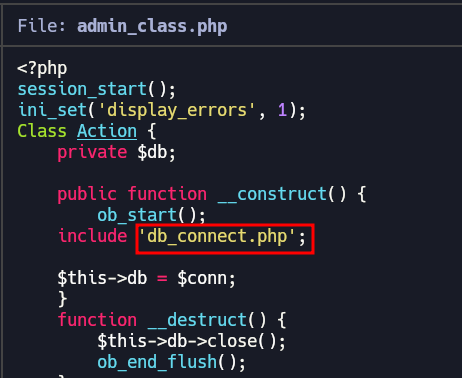 File: admin_class.php
<?php
session_start();
ini_set('display_errors', 1);
Class Action {
    private $db;
    public function __construct() {
        ob_start();
    include 'db_connect.php';
    $this->db = $conn;
    }
    function __destruct() {
        $this->db->close();
        ob_end_flush();